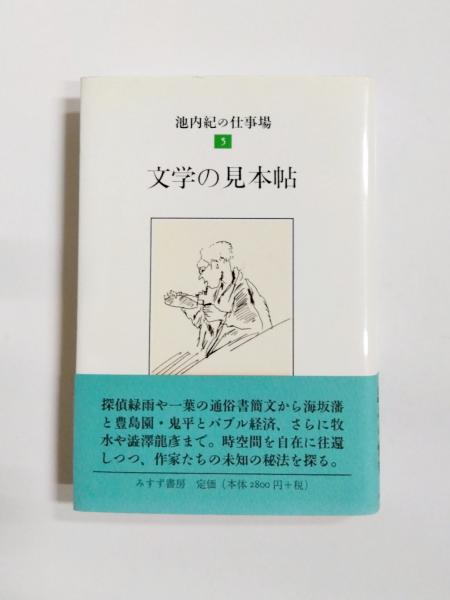 池内紀の仕事場
5
文学の見本帖
探偵緑雨や一葉の通俗書簡文から海坂藩
と豊島園・鬼平とバブル経済、さらに牧
水や澁澤龍彥まで。時空間を自在に往還
しつつ、作家たちの未知の秘法を探る。
みすず書房 定価（本体2800円＋税）